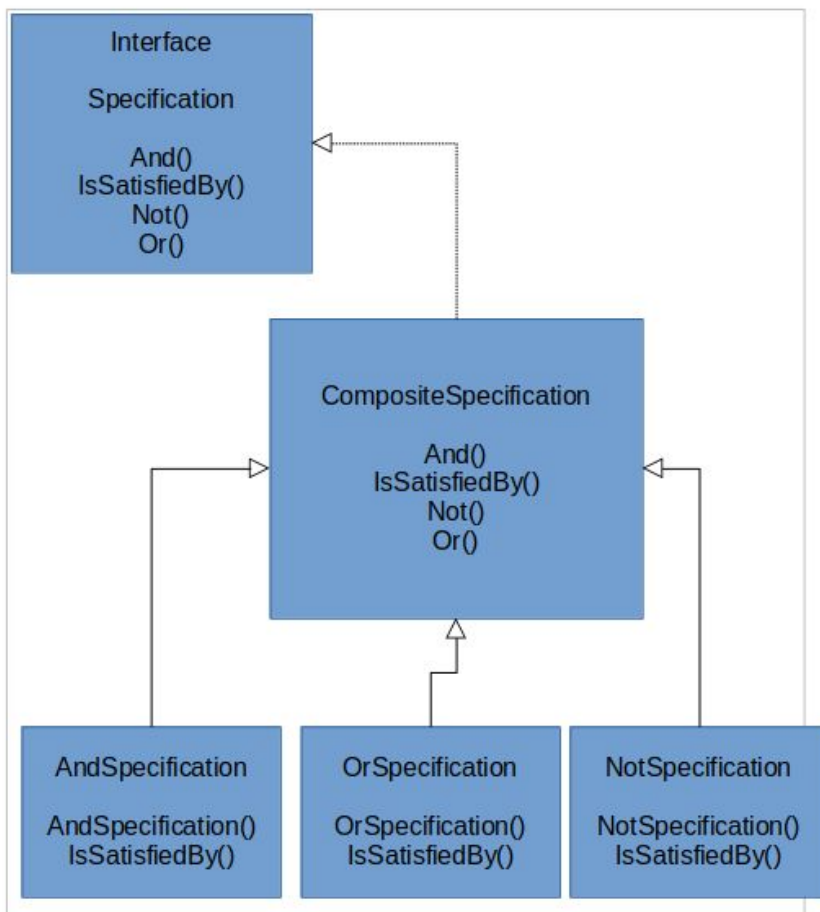 Interface
Specification
And()
IsSatisfiedBy()
Not()
Or()
CompositeSpecification
And()
IsSatisfiedBy()
Not()
Or()
AndSpecification
AndSpecification()
IsSatisfiedBy()
OrSpecification
OrSpecification()
IsSatisfiedBy()
NotSpecification
NotSpecification()
IsSatisfiedBy()